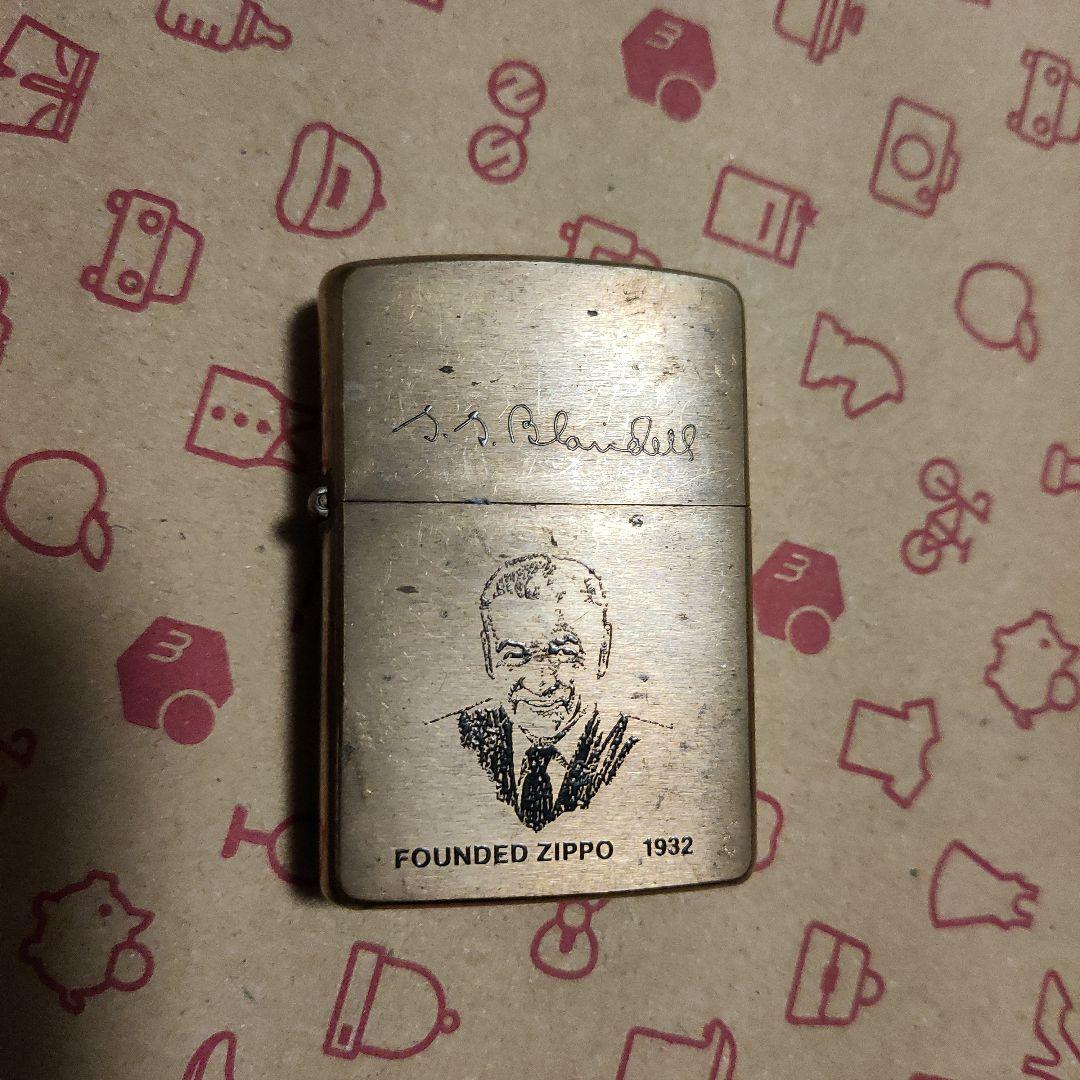 G. G. Blaisdell
FOUNDED ZIPPO 1932